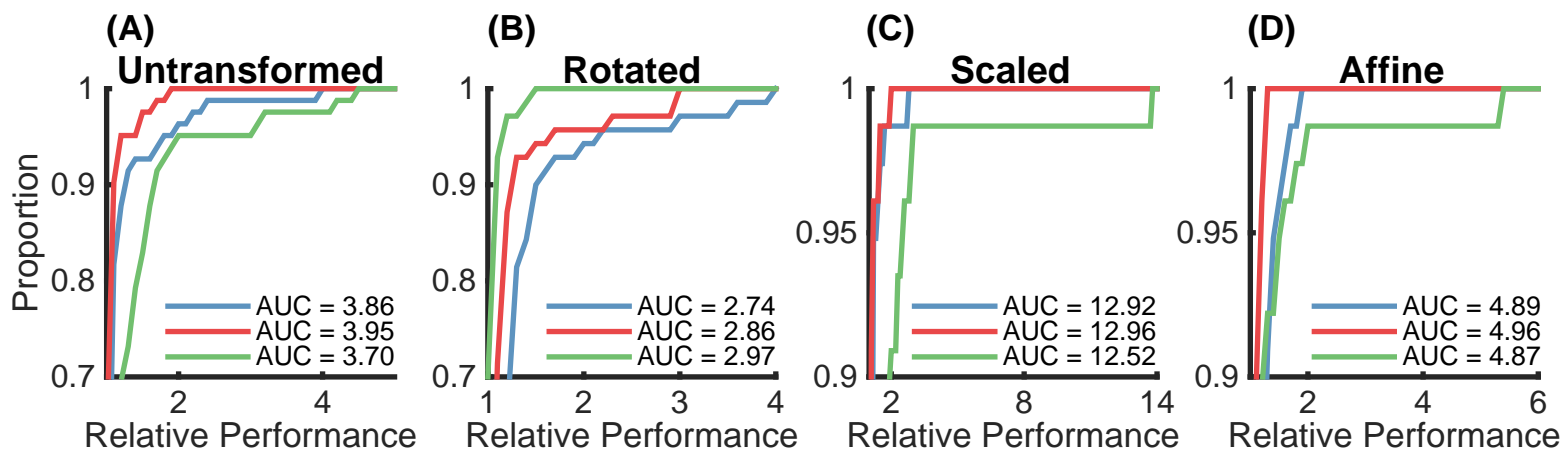 (A)
Untransformed
Proportion
1
0.9
0.8
0.7
2
4
Relative Performance
AUC = 3.86
AUC = 3.95
AUC = 3.70
(B)
Rotated
1
0.9
0.8
0.7
1
2
3
4
Relative Performance
AUC = 2.74
AUC = 2.86
AUC = 2.97
(C)
Scaled
1
0.95
0.9
2
8
14
Relative Performance
AUC = 12.92
AUC = 12.96
AUC = 12.52
(D)
Affine
1
0.95
0.9
2
4
6
Relative Performance
AUC = 4.89
AUC = 4.96
AUC = 4.87